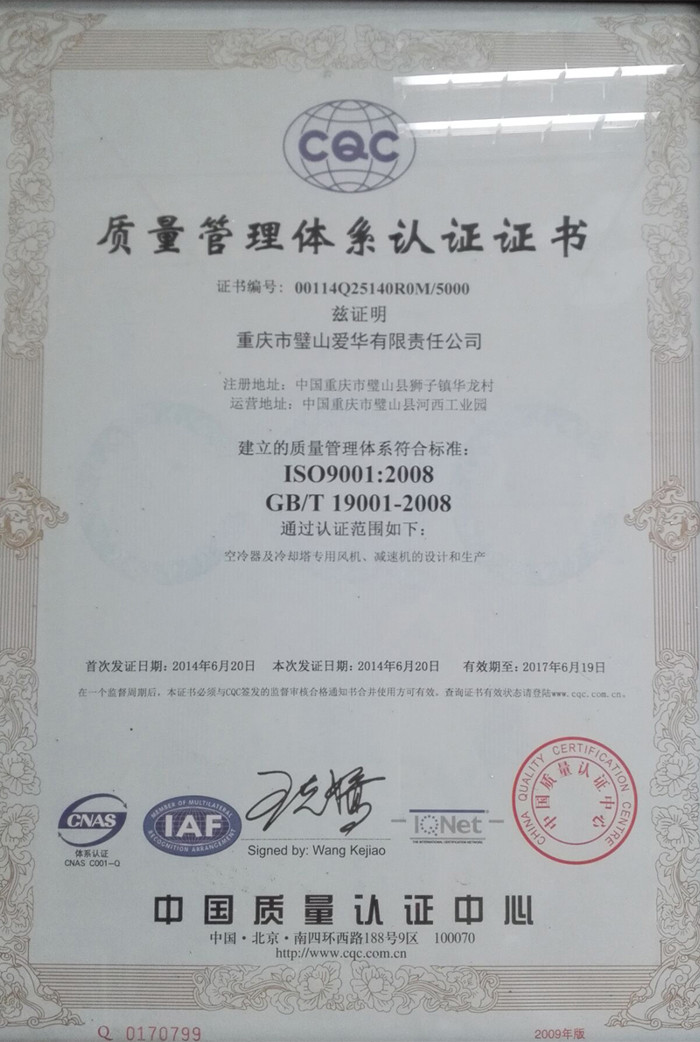 CQC
质量管理体系认证证书
证书编号: 00114Q25140R0M/5000
兹证明
重庆市璧山爱华有限责任公司
注册地址: 中国重庆市璧山县狮子镇华龙村
运营地址: 中国重庆市璧山县河西工业园
建立的质量管理体系符合标准:
ISO9001:2008
GB/T 19001-2008
通过认证范围如下:
空冷器及冷却塔专用风机、减速机的设计和生产
首次发证日期: 2014年6月20日 本次发证日期: 2014年6月20日 有效期至: 2017年6月19日
在一个监督周期后,本证书必须与CQC签发的监督审核合格通知书合并使用方可有效。查询证书有效状态请登陆www.cqc.com.cn。
CNAS
体系认证
CNAS C001-Q
MEMBER OF MULTILATERAL
IAF
RECOGNITION ARRANGEMENT
王克娇
Signed by: Wang Kejiao
IQNet
THE INTERNATIONAL CERTIFICATION NETWORK
CHINA QUALITY CERTIFICATION CENTRE
中国质量认证中心
中国质量认证中心
中国·北京·南四环西路188号9区 100070
http://www.cqc.com.cn
Q 0170799
2009年版